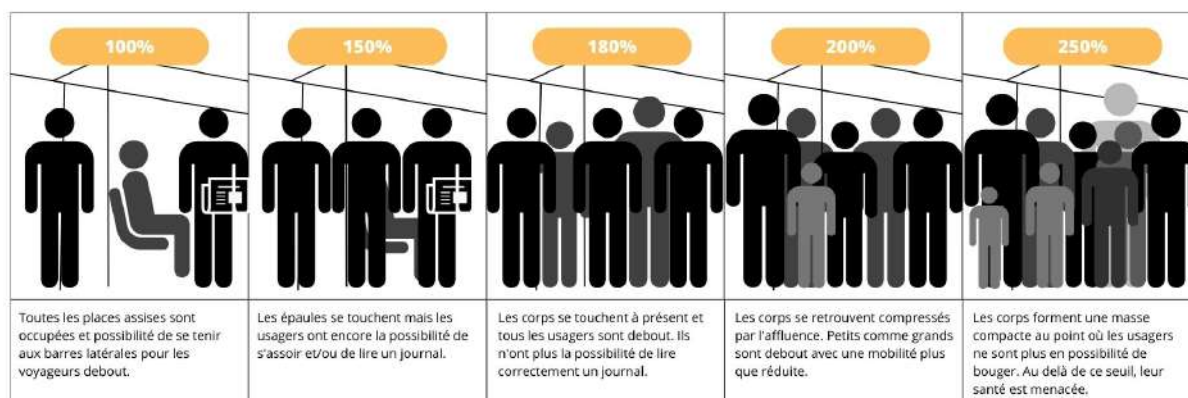 100%
150%
180%
200%
250%
Toutes les places assises sont
occupées et possibilité de se tenir
aux barres latérales pour les
voyageurs debout.
Les épaules se touchent mais les
usagers ont encore la possibilité de
s'assoir et/ou de lire un journal.
Les corps se touchent à présent et
tous les usagers sont debout. Ils
n'ont plus la possibilité de lire
correctement un journal.
Les corps se retrouvent compressés
par l'affluence. Petits comme grands
sont debout avec une mobilité plus
que réduite.
Les corps forment une masse
compacte au point où les usagers
ne sont plus en possibilité de
bouger. Au delà de ce seuil, leur
santé est menacée.